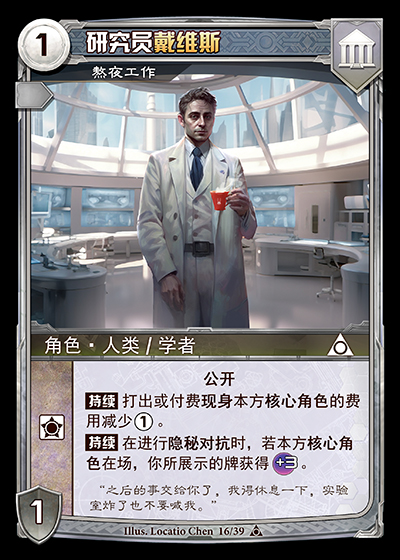 1
研究员戴维斯
熬夜工作
角色·人类/学者
公开
持续 打出或付费现身本方核心角色的费
用减少①。
持续 在进行隐秘对抗时，若本方核心角
色在场，你所展示的牌获得 +3 。
“之后的事交给你了，我得休息一下，实验
室炸了也不要喊我。”
1
Illus. Locatio Chen 16/39